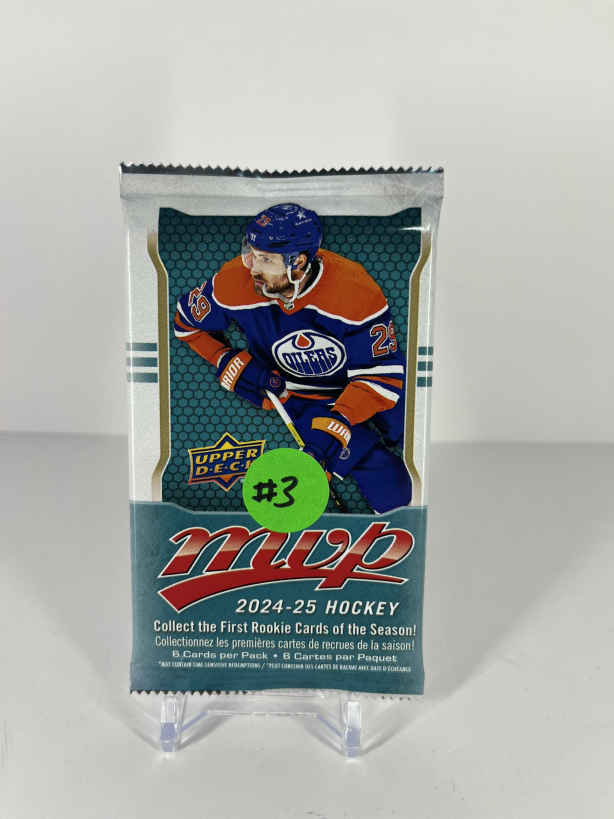 29
OILERS
29
WARRIOR
UPPER
D·E·C·K
#3
mvp
2024-25 HOCKEY
Collect the First Rookie Cards of the Season!
Collectionnez les premières cartes de recrues de la saison!
6 Cards per Pack • 6 Cartes par Paquet